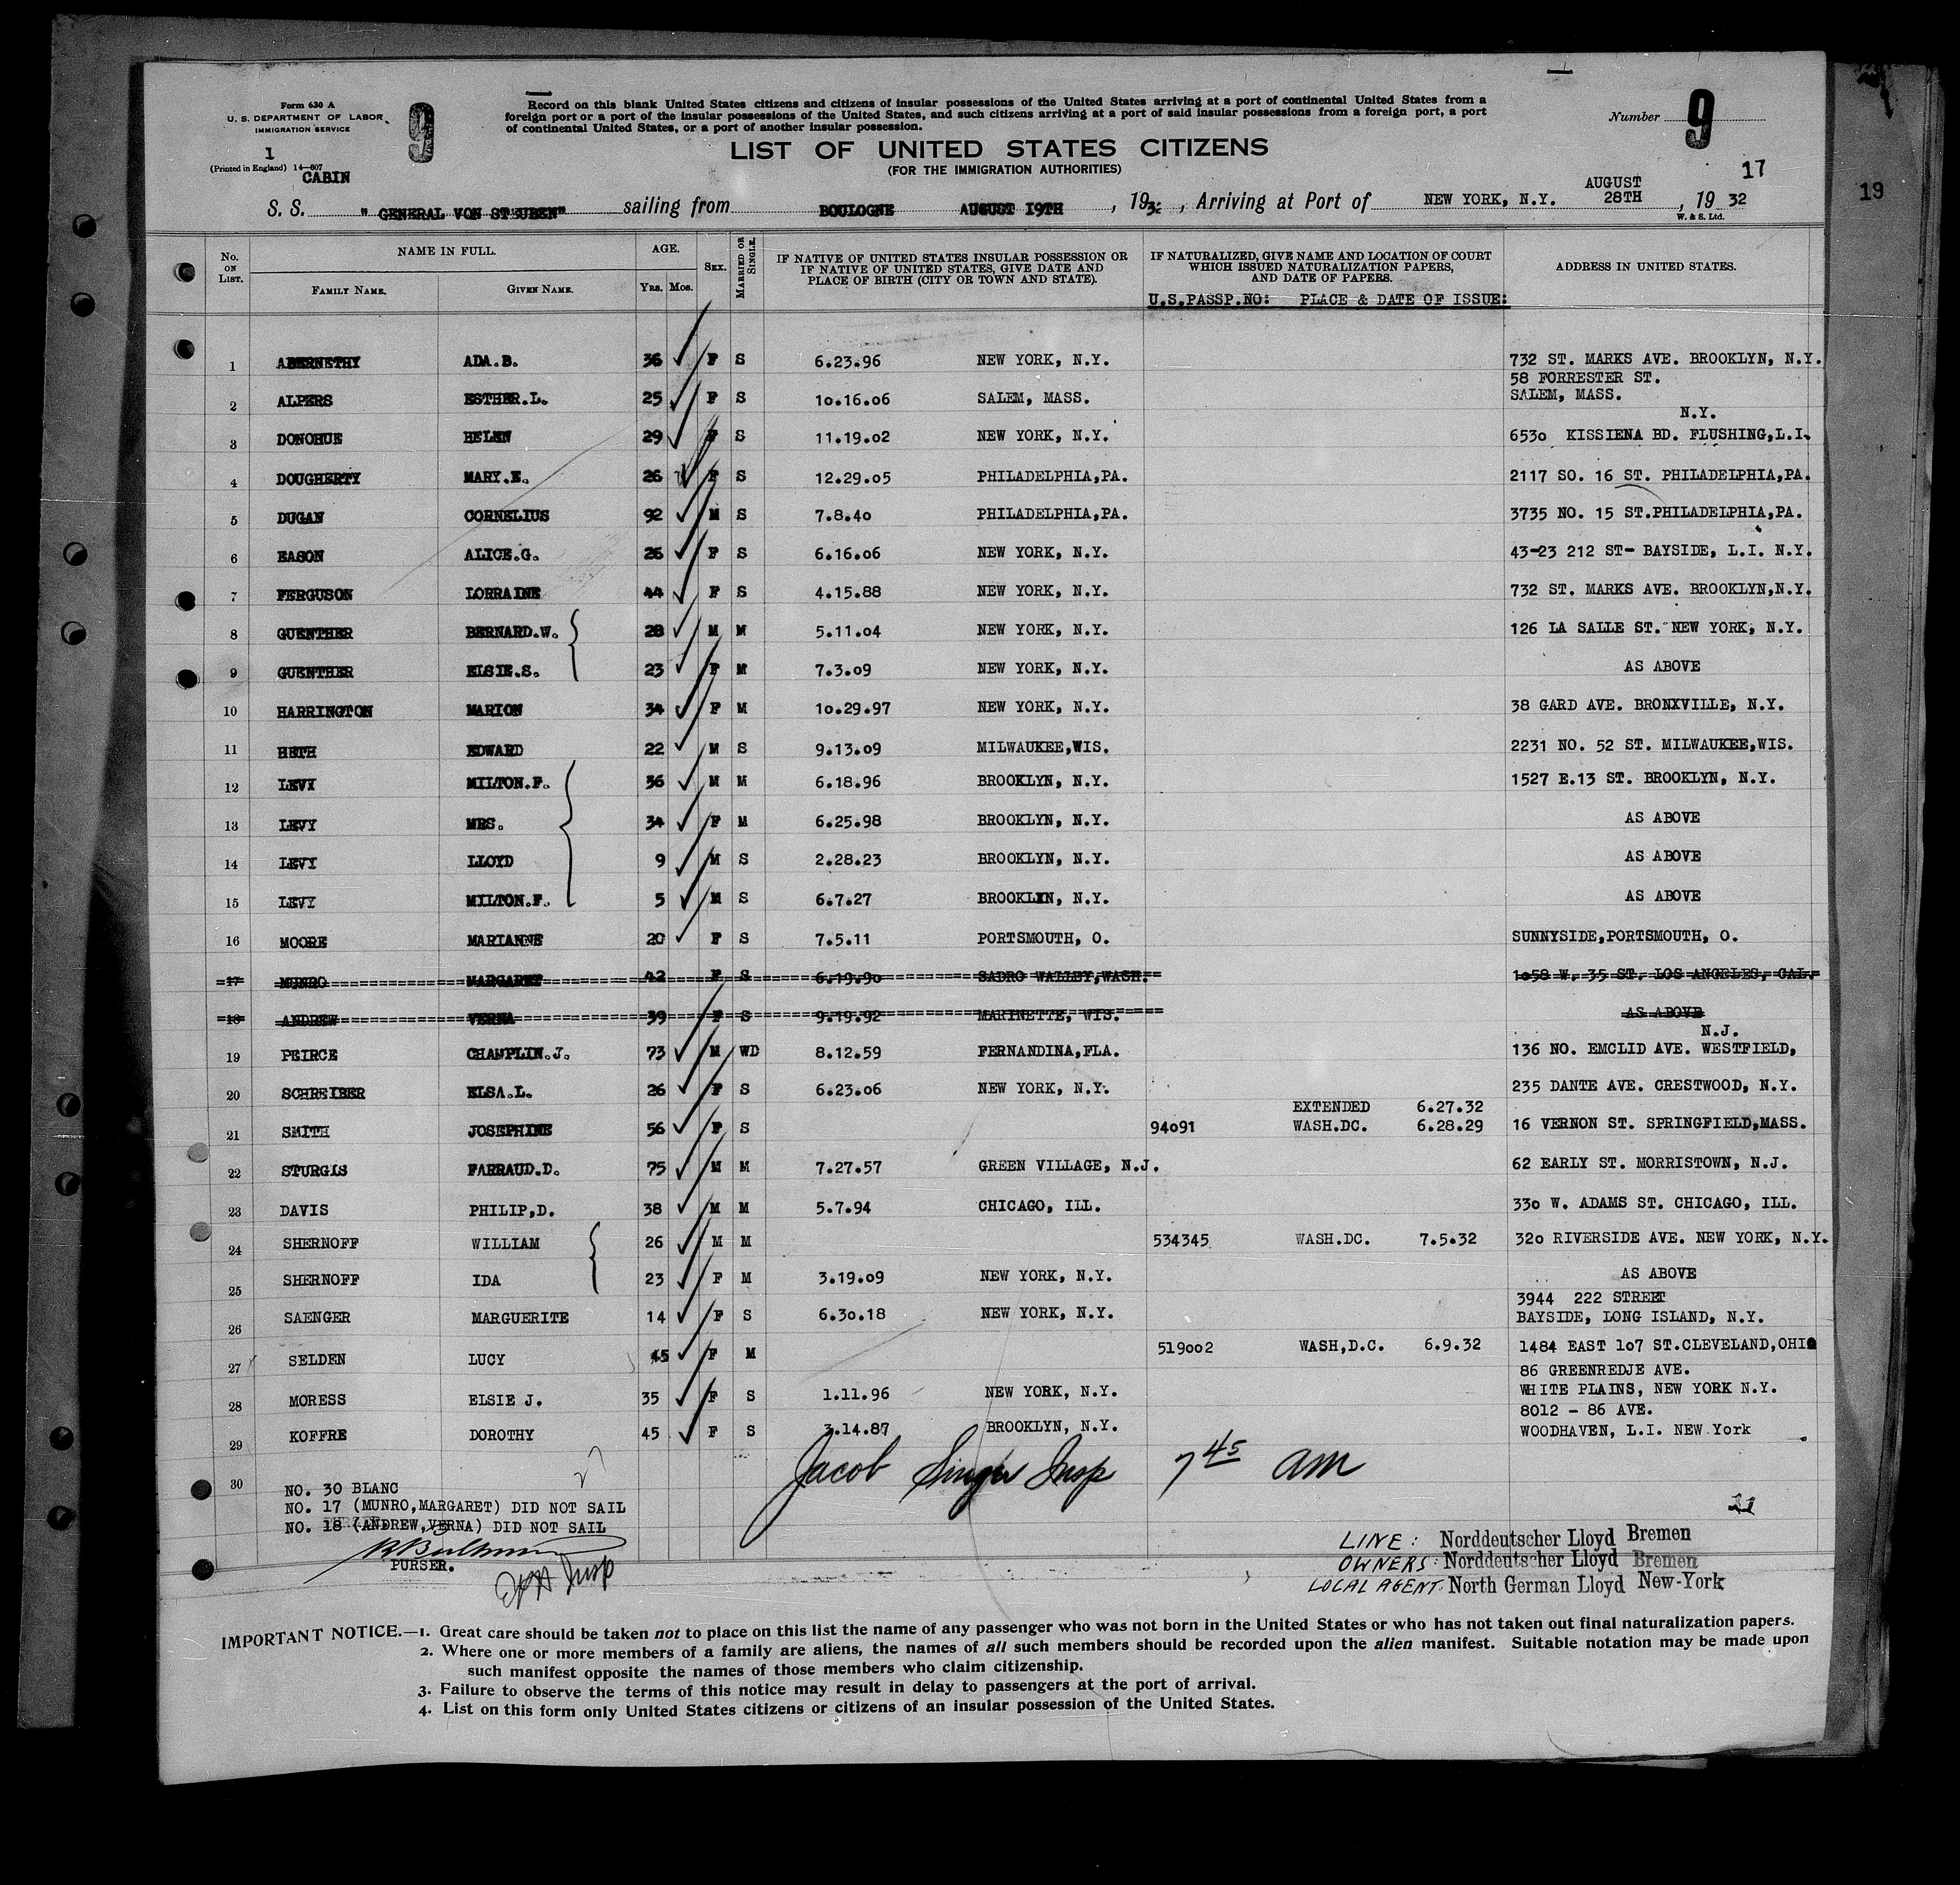 Form 630 A
U. S. DEPARTMENT OF LABOR
IMMIGRATION SERVICE
1
(Printed in England) 14—607
CABIN
9
Record on this blank United States citizens and citizens of insular possessions of the United States arriving at a port of continental United States from a
foreign port or a port of the insular possessions of the United States, and such citizens arriving at a port of said insular possessions from a foreign port, a port
of continental United States, or a port of another insular possession.
LIST OF UNITED STATES CITIZENS
(FOR THE IMMIGRATION AUTHORITIES)
Number 9
17
19
S. S. "GENERAL VON STEUBEN" sailing from BOULOGNE AUGUST 19TH, 1932, Arriving at Port of NEW YORK, N.Y. AUGUST 28TH, 19 32
W. & S. Ltd.
No. ON LIST.
NAME IN FULL.
FAMILY NAME.
GIVEN NAME.
AGE.
YRS. MOS.
SEX.
MARRIED OR SINGLE.
IF NATIVE OF UNITED STATES INSULAR POSSESSION OR
IF NATIVE OF UNITED STATES, GIVE DATE AND
PLACE OF BIRTH (CITY OR TOWN AND STATE).
IF NATURALIZED, GIVE NAME AND LOCATION OF COURT
WHICH ISSUED NATURALIZATION PAPERS,
AND DATE OF PAPERS.
U.S.PASSP.NO: PLACE & DATE OF ISSUE:
ADDRESS IN UNITED STATES.
1 ABERNETHY ADA.B. 36 F S 6.23.96 NEW YORK, N.Y. 732 ST. MARKS AVE. BROOKLYN, N.Y.
58 FORRESTER ST.
2 ALPERS ESTHER.L. 25 F S 10.16.06 SALEM, MASS. SALEM, MASS.
N.Y.
3 DONOHUE HELEN 29 F S 11.19.02 NEW YORK, N.Y. 6530 KISSIENA BD. FLUSHING,L.I.
4 DOUGHERTY MARY.E. 26 F S 12.29.05 PHILADELPHIA,PA. 2117 SO. 16 ST. PHILADELPHIA,PA.
5 DUGAN CORNELIUS 92 M S 7.8.40 PHILADELPHIA,PA. 3735 NO. 15 ST.PHILADELPHIA,PA.
6 EASON ALICE.G. 26 F S 6.16.06 NEW YORK, N.Y. 43-23 212 ST- BAYSIDE, L.I. N.Y.
7 FERGUSON LORRAINE 44 F S 4.15.88 NEW YORK, N.Y. 732 ST. MARKS AVE. BROOKLYN,N.Y.
8 GUENTHER BERNARD.W. 28 M M 5.11.04 NEW YORK, N.Y. 126 LA SALLE ST. NEW YORK, N.Y.
9 GUENTHER ELSIE.S. 23 F M 7.3.09 NEW YORK, N.Y. AS ABOVE
10 HARRINGTON MARION 34 F M 10.29.97 NEW YORK, N.Y. 38 GARD AVE. BRONXVILLE, N.Y.
11 HETH EDWARD 22 M S 9.13.09 MILWAUKEE,WIS. 2231 NO. 52 ST. MILWAUKEE,WIS.
12 LEVY MILTON.F. 36 M M 6.18.96 BROOKLYN, N.Y. 1527 E.13 ST. BROOKLYN, N.Y.
13 LEVY MRS. 34 F M 6.25.98 BROOKLYN, N.Y. AS ABOVE
14 LEVY LLOYD 9 M S 2.28.23 BROOKLYN, N.Y. AS ABOVE
15 LEVY MILTON.F. 5 M S 6.7.27 BROOKLYN, N.Y. AS ABOVE
16 MOORE MARIANNE 20 F S 7.5.11 PORTSMOUTH, O. SUNNYSIDE,PORTSMOUTH, O.
17 MUNRO MARGARET 42 F S 6.19.90 SADRO WALLEY,WASH. 1058 W. 35 ST. LOS ANGELES, CAL.
18 ANDREW VERNA 39 F S 9.19.92 MARINETTE, WIS. AS ABOVE
N.J.
19 PEIRCE CHAMPLIN.J. 73 M WD 8.12.59 FERNANDINA,FLA. 136 NO. EMCLID AVE. WESTFIELD,
20 SCHREIBER ELSA.L. 26 F S 6.23.06 NEW YORK, N.Y. 235 DANTE AVE. CRESTWOOD, N.Y.
EXTENDED 6.27.32
21 SMITH JOSEPHINE 56 F S 94091 WASH.DC. 6.28.29 16 VERNON ST. SPRINGFIELD,MASS.
22 STURGIS FARRAUD.D. 75 M M 7.27.57 GREEN VILLAGE, N.J. 62 EARLY ST. MORRISTOWN, N.J.
23 DAVIS PHILIP,D. 38 M M 5.7.94 CHICAGO, ILL. 330 W. ADAMS ST. CHICAGO, ILL.
24 SHERNOFF WILLIAM 26 M M 534345 WASH.DC. 7.5.32 320 RIVERSIDE AVE. NEW YORK, N.Y.
25 SHERNOFF IDA 23 F M 3.19.09 NEW YORK, N.Y. AS ABOVE
3944 222 STREET
26 SAENGER MARGUERITE 14 F S 6.30.18 NEW YORK, N.Y. BAYSIDE, LONG ISLAND, N.Y.
27 SELDEN LUCY 45 F M 519002 WASH,D.C. 6.9.32 1484 EAST 107 ST.CLEVELAND,OHIO
86 GREENREDJE AVE.
28 MORESS ELSIE J. 35 F S 1.11.96 NEW YORK, N.Y. WHITE PLAINS, NEW YORK N.Y.
8012 - 86 AVE.
29 KOFFRE DOROTHY 45 F S 3.14.87 BROOKLYN, N.Y. WOODHAVEN, L.I. NEW York
30
Jacob Singer Insp 7 45 am
NO. 30 BLANC
NO. 17 (MUNRO,MARGARET) DID NOT SAIL
NO. 18 (ANDREW,VERNA) DID NOT SAIL
PURSER.
Insp
LINE: Norddeutscher Lloyd Bremen
OWNERS: Norddeutscher Lloyd Bremen
LOCAL AGENT: North German Lloyd New-York
IMPORTANT NOTICE.—1. Great care should be taken not to place on this list the name of any passenger who was not born in the United States or who has not taken out final naturalization papers.
2. Where one or more members of a family are aliens, the names of all such members should be recorded upon the alien manifest. Suitable notation may be made upon
such manifest opposite the names of those members who claim citizenship.
3. Failure to observe the terms of this notice may result in delay to passengers at the port of arrival.
4. List on this form only United States citizens or citizens of an insular possession of the United States.